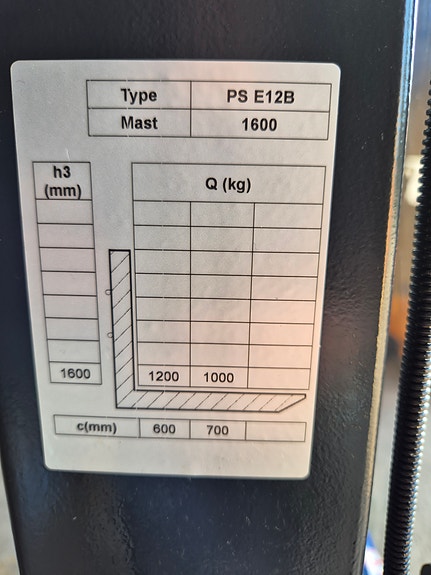 Type PS E12B
Mast 1600
h3 (mm) Q (kg)
1600 1200 1000
c(mm) 600 700